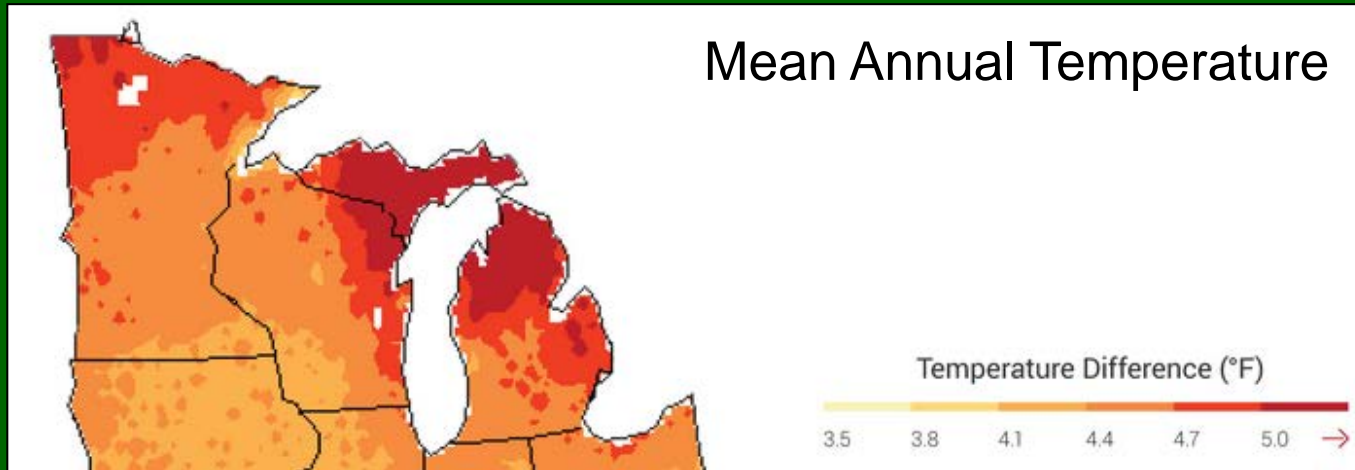 Mean Annual Temperature
Temperature Difference (°F)
3.5 3.8 4.1 4.4 4.7 5.0 →